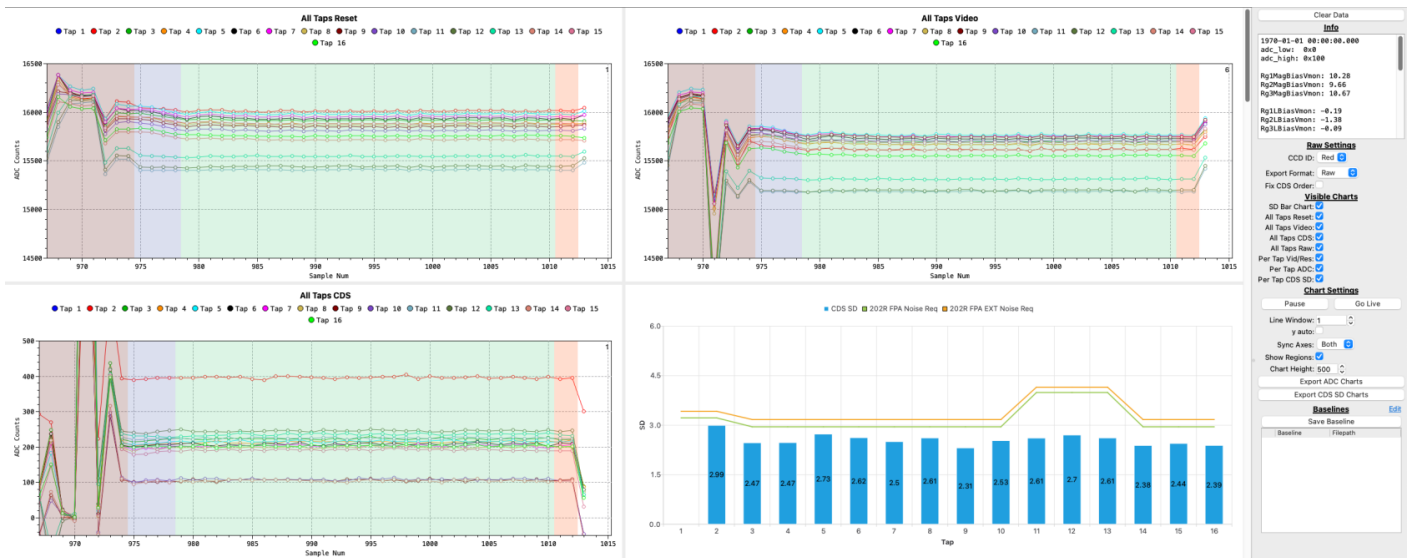 All Taps Reset
Tap 1 Tap 2 Tap 3 Tap 4 Tap 5 Tap 6 Tap 7 Tap 8 Tap 9 Tap 10 Tap 11 Tap 12 Tap 13 Tap 14 Tap 15
Tap 16
1
16500
16000
15500
15000
14500
ADC Counts
970 975 980 985 990 995 1000 1005 1010 1015
Sample Num
All Taps Video
Tap 1 Tap 2 Tap 3 Tap 4 Tap 5 Tap 6 Tap 7 Tap 8 Tap 9 Tap 10 Tap 11 Tap 12 Tap 13 Tap 14 Tap 15
Tap 16
6
16500
16000
15500
15000
14500
ADC Counts
970 975 980 985 990 995 1000 1005 1010 1015
Sample Num
All Taps CDS
Tap 1 Tap 2 Tap 3 Tap 4 Tap 5 Tap 6 Tap 7 Tap 8 Tap 9 Tap 10 Tap 11 Tap 12 Tap 13 Tap 14 Tap 15
Tap 16
1
500
400
300
200
100
0
ADC Counts
970 975 980 985 990 995 1000 1005 1010 1015
Sample Num
CDS SD 202R FPA Noise Req 202R FPA EXT Noise Req
6.0
4.5
3.0
1.5
0.0
SD
2.99 2.47 2.47 2.73 2.62 2.5 2.61 2.31 2.53 2.61 2.7 2.61 2.38 2.44 2.39
1 2 3 4 5 6 7 8 9 10 11 12 13 14 15 16
Tap
Clear Data
Info
1970-01-01 00:00:00.000
adc_low: 0x0
adc_high: 0x100
Rg1MagBiasVmon: 10.28
Rg2MagBiasVmon: 9.66
Rg3MagBiasVmon: 10.67
Rg1LBiasVmon: -0.19
Rg2LBiasVmon: -1.38
Rg3LBiasVmon: -0.09
Raw Settings
CCD ID: Red
Export Format: Raw
Fix CDS Order:
Visible Charts
SD Bar Chart:
All Taps Reset:
All Taps Video:
All Taps CDS:
All Taps Raw:
Per Tap Vid/Res:
Per Tap ADC:
Per Tap CDS SD:
Chart Settings
Pause Go Live
Line Window: 1
y auto:
Sync Axes: Both
Show Regions:
Chart Height: 500
Export ADC Charts
Export CDS SD Charts
Baselines Edit
Save Baseline
Baseline Filepath